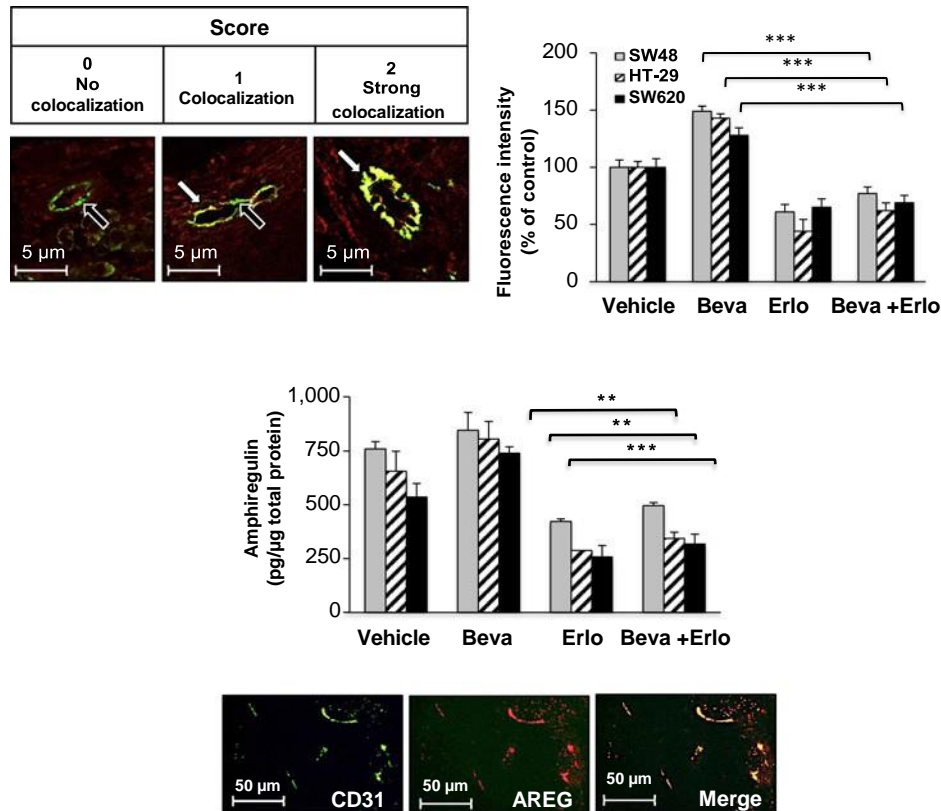 Score
0
No
colocalization
1
Colocalization
2
Strong
colocalization
5 µm
5 µm
5 µm
Fluorescence intensity
(% of control)
200
150
100
50
0
SW48
HT-29
SW620
***
***
***
Vehicle
Beva
Erlo
Beva +Erlo
Amphiregulin
(pg/µg total protein)
1,000
750
500
250
0
**
**
***
Vehicle
Beva
Erlo
Beva +Erlo
50 µm
CD31
50 µm
AREG
50 µm
Merge